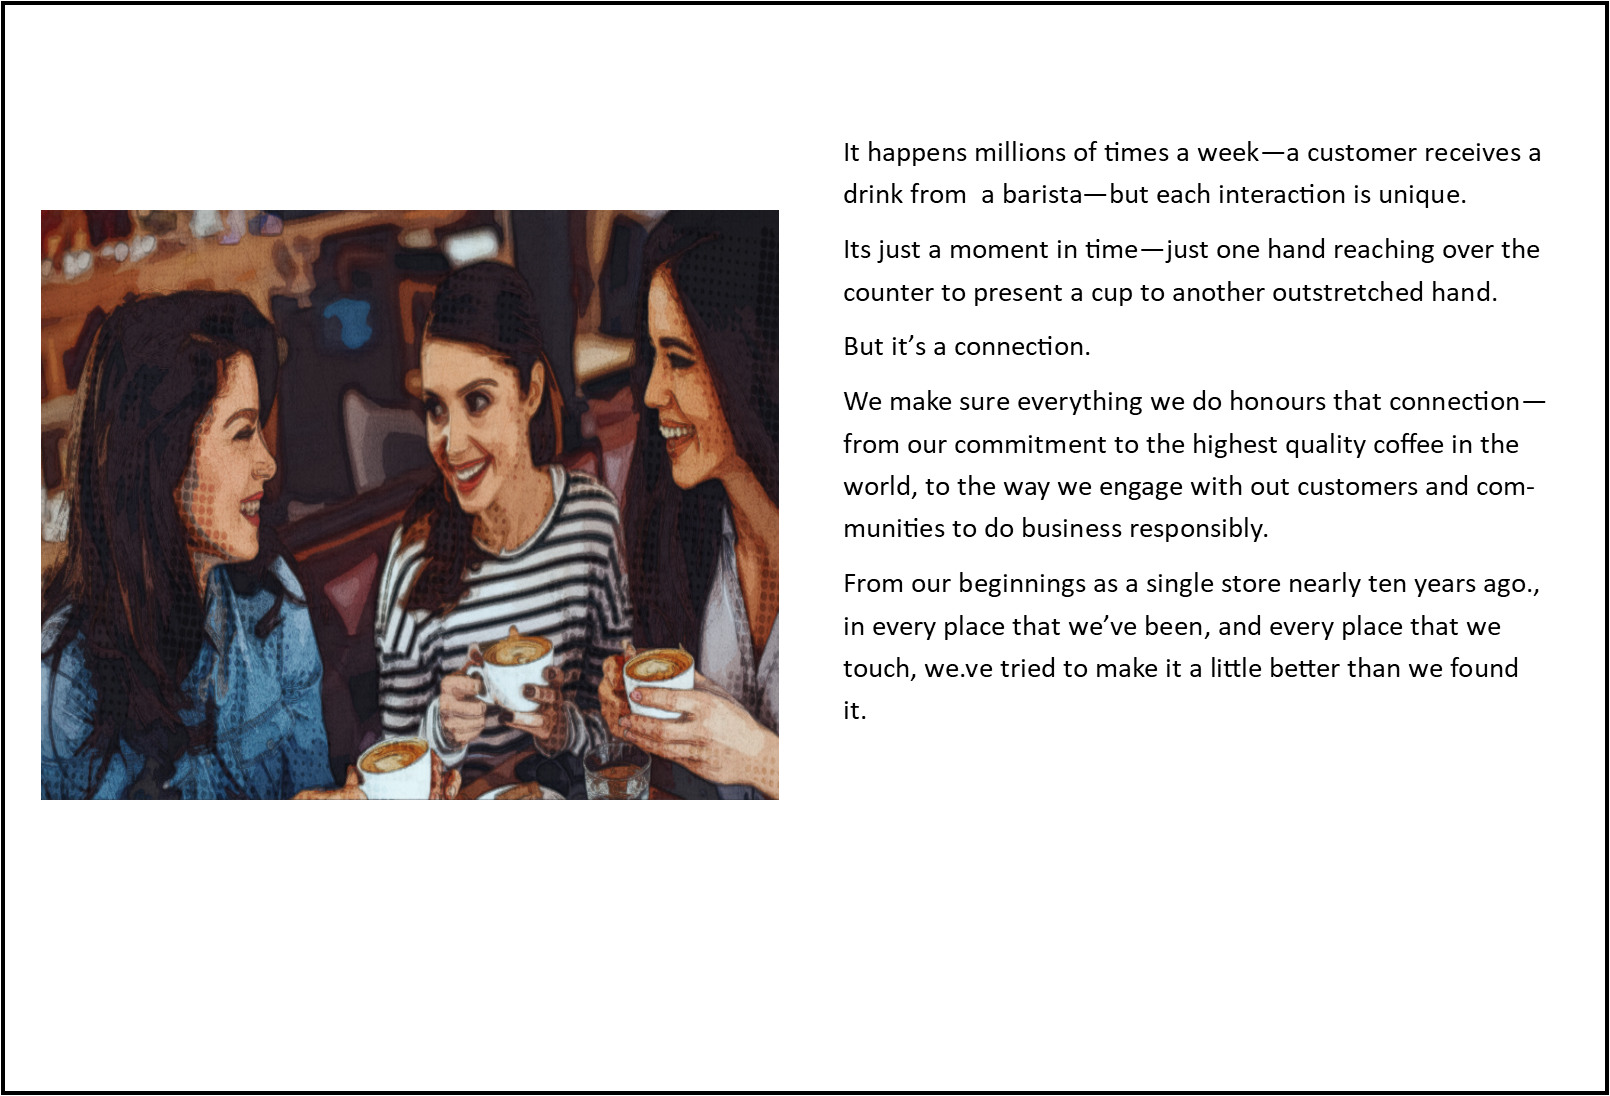 It happens millions of times a week—a customer receives a
drink from  a barista—but each interaction is unique.
Its just a moment in time—just one hand reaching over the
counter to present a cup to another outstretched hand.
But it’s a connection.
We make sure everything we do honours that connection—
from our commitment to the highest quality coffee in the
world, to the way we engage with out customers and com-
munities to do business responsibly.
From our beginnings as a single store nearly ten years ago.,
in every place that we’ve been, and every place that we
touch, we.ve tried to make it a little better than we found
it.